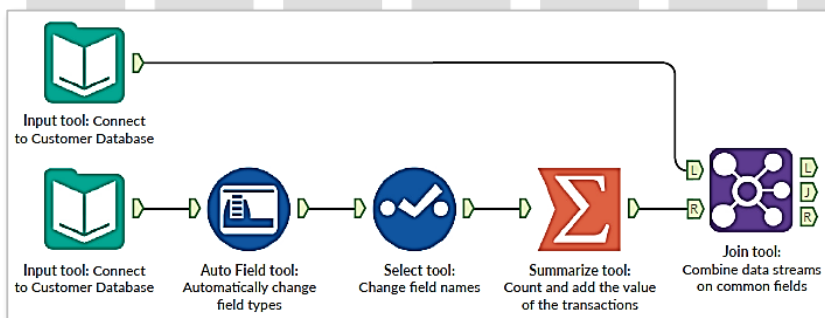 Input tool: Connect
to Customer Database
L
L
J
R
R
Input tool: Connect
to Customer Database
Auto Field tool:
Automatically change
field types
Select tool:
Change field names
Summarize tool:
Count and add the value
of the transactions
Join tool:
Combine data streams
on common fields